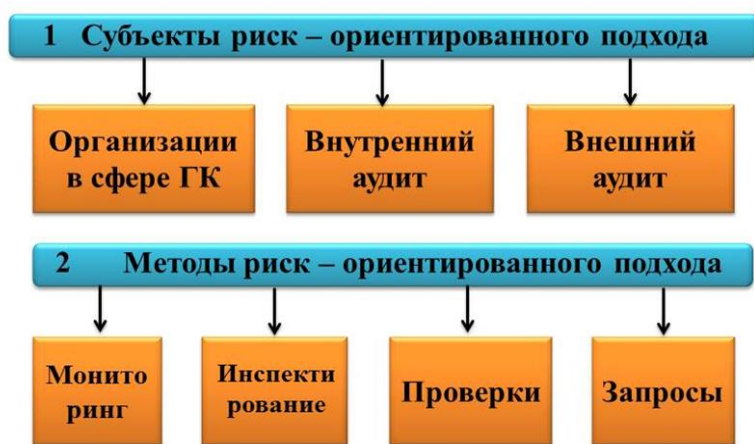 1 Субъекты риск – ориентированного подхода
Организации
в сфере ГК
Внутренний
аудит
Внешний
аудит
2 Методы риск – ориентированного подхода
Монито
ринг
Инспекти
рование
Проверки
Запросы